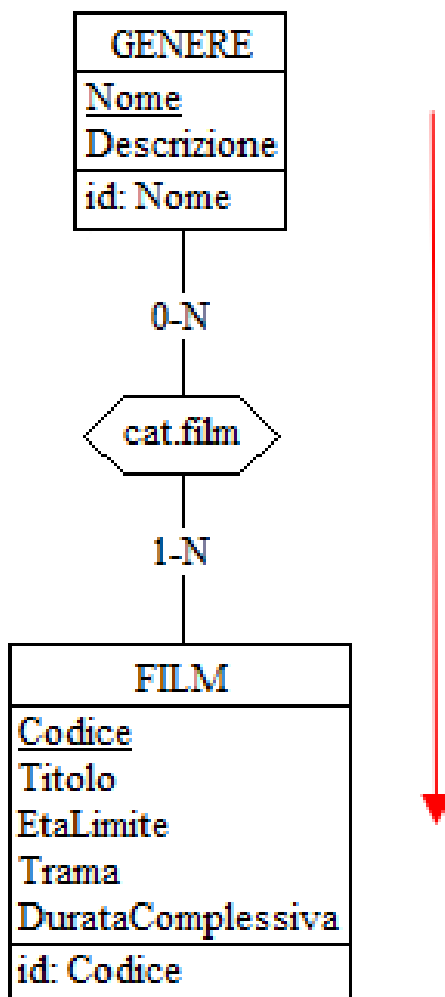 GENERE
Nome
Descrizione
id: Nome
0-N
cat.film
1-N
FILM
Codice
Titolo
EtaLimite
Trama
DurataComplessiva
id: Codice